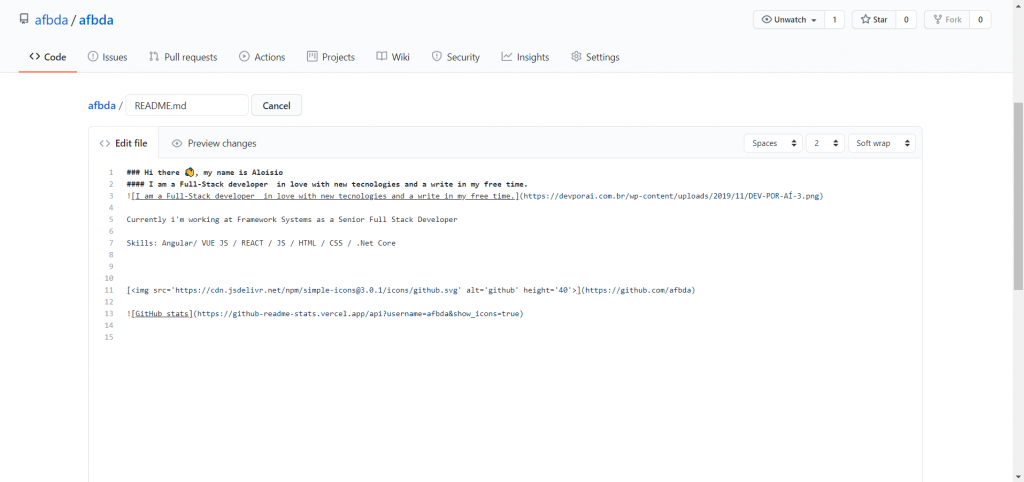 afbda / afbda
Unwatch 1 Star 0 Fork 0
Code Issues Pull requests Actions Projects Wiki Security Insights Settings
afbda / README.md Cancel
Edit file Preview changes Spaces 2 Soft wrap
1 ### Hi there 👋, my name is Aloisio
2 #### I am a Full-Stack developer  in love with new tecnologies and a write in my free time.
3 ![I am a Full-Stack developer  in love with new tecnologies and a write in my free time.](https://devporai.com.br/wp-content/uploads/2019/11/DEV-POR-AÍ-3.png)
4
5 Currently i'm working at Framework Systems as a Senior Full Stack Developer
6
7 Skills: Angular/ VUE JS / REACT / JS / HTML / CSS / .Net Core
8
9
10
11 [<img src='https://cdn.jsdelivr.net/npm/simple-icons@3.0.1/icons/github.svg' alt='github' height='40'>](https://github.com/afbda)
12
13 ![GitHub stats](https://github-readme-stats.vercel.app/api?username=afbda&show_icons=true)
14
15